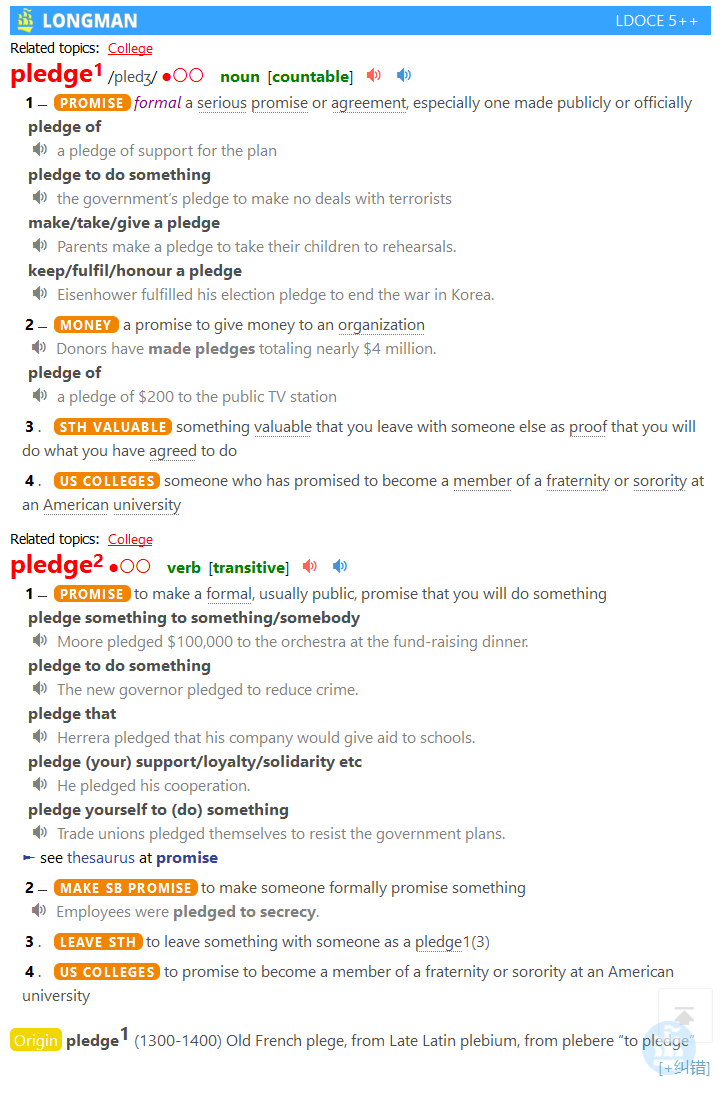 LONGMAN LDOCE 5++
Related topics: College
pledge1 /pledʒ/ ●○○ noun [countable]
1 – PROMISE formal a serious promise or agreement, especially one made publicly or officially
pledge of
a pledge of support for the plan
pledge to do something
the government’s pledge to make no deals with terrorists
make/take/give a pledge
Parents make a pledge to take their children to rehearsals.
keep/fulfil/honour a pledge
Eisenhower fulfilled his election pledge to end the war in Korea.
2 – MONEY a promise to give money to an organization
Donors have made pledges totaling nearly $4 million.
pledge of
a pledge of $200 to the public TV station
3 . STH VALUABLE something valuable that you leave with someone else as proof that you will
do what you have agreed to do
4 . US COLLEGES someone who has promised to become a member of a fraternity or sorority at
an American university
Related topics: College
pledge2 ●○○ verb [transitive]
1 – PROMISE to make a formal, usually public, promise that you will do something
pledge something to something/somebody
Moore pledged $100,000 to the orchestra at the fund-raising dinner.
pledge to do something
The new governor pledged to reduce crime.
pledge that
Herrera pledged that his company would give aid to schools.
pledge (your) support/loyalty/solidarity etc
He pledged his cooperation.
pledge yourself to (do) something
Trade unions pledged themselves to resist the government plans.
► see thesaurus at promise
2 – MAKE SB PROMISE to make someone formally promise something
Employees were pledged to secrecy.
3 . LEAVE STH to leave something with someone as a pledge1(3)
4 . US COLLEGES to promise to become a member of a fraternity or sorority at an American
university
Origin pledge1 (1300-1400) Old French plege, from Late Latin plebium, from plebere “to pledge”
[+纠错]